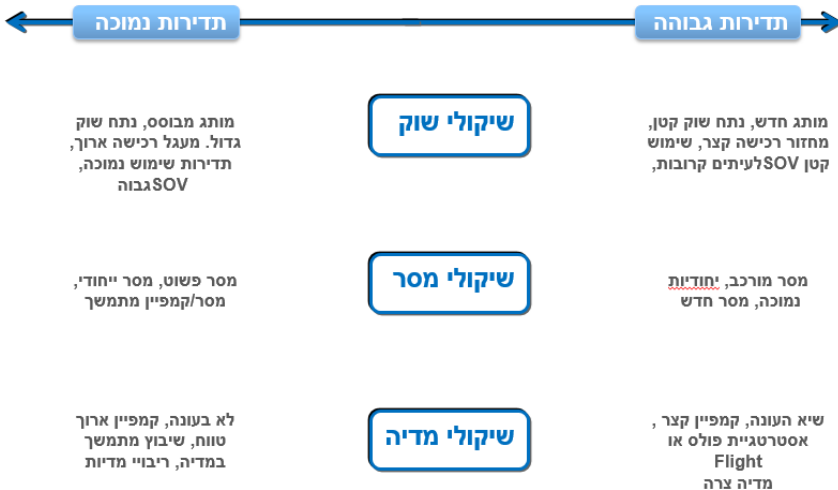 תדירות גבוהה
תדירות נמוכה
שיקולי שוק
מותג חדש, נתח שוק קטן,
מחזור רכישה קצר, שימוש
לעיתים קרובות, SOV קטן
מותג מבוסס, נתח שוק
גדול. מעגל רכישה ארוך,
תדירות שימוש נמוכה,
SOVגבוה
שיקולי מסר
מסר מורכב, יחודיות
נמוכה, מסר חדש
מסר פשוט, מסר ייחודי,
מסר/קמפיין מתמשך
שיקולי מדיה
שיא העונה, קמפיין קצר ,
אסטרטגיית פולס או
Flight
מדיה צרה
לא בעונה, קמפיין ארוך
טווח, שיבוץ מתמשך
במדיה, ריבויי מדיות